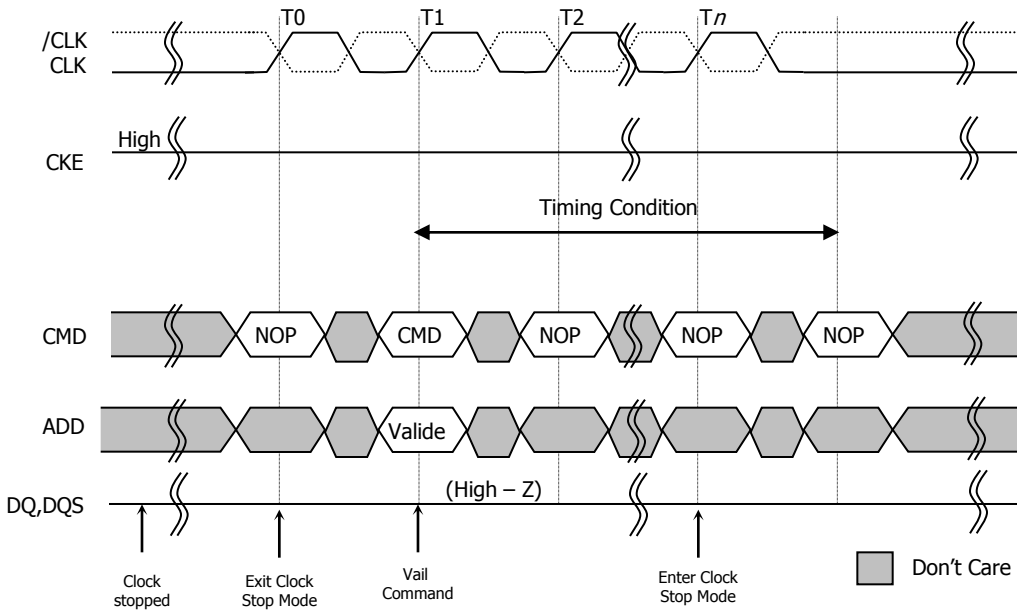 T0 T1 T2 Tn
/CLK
CLK
High
CKE
Timing Condition
CMD NOP CMD NOP NOP NOP
ADD Valide
(High – Z)
DQ,DQS
Clock
stopped
Exit Clock
Stop Mode
Vail
Command
Enter Clock
Stop Mode
Don't Care